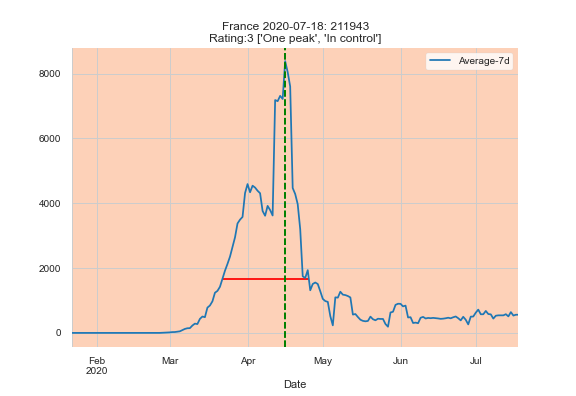 France 2020-07-18: 211943
Rating:3 ['One peak', 'In control']
Average-7d
8000
6000
4000
2000
0
Feb Mar Apr May Jun Jul
2020
Date